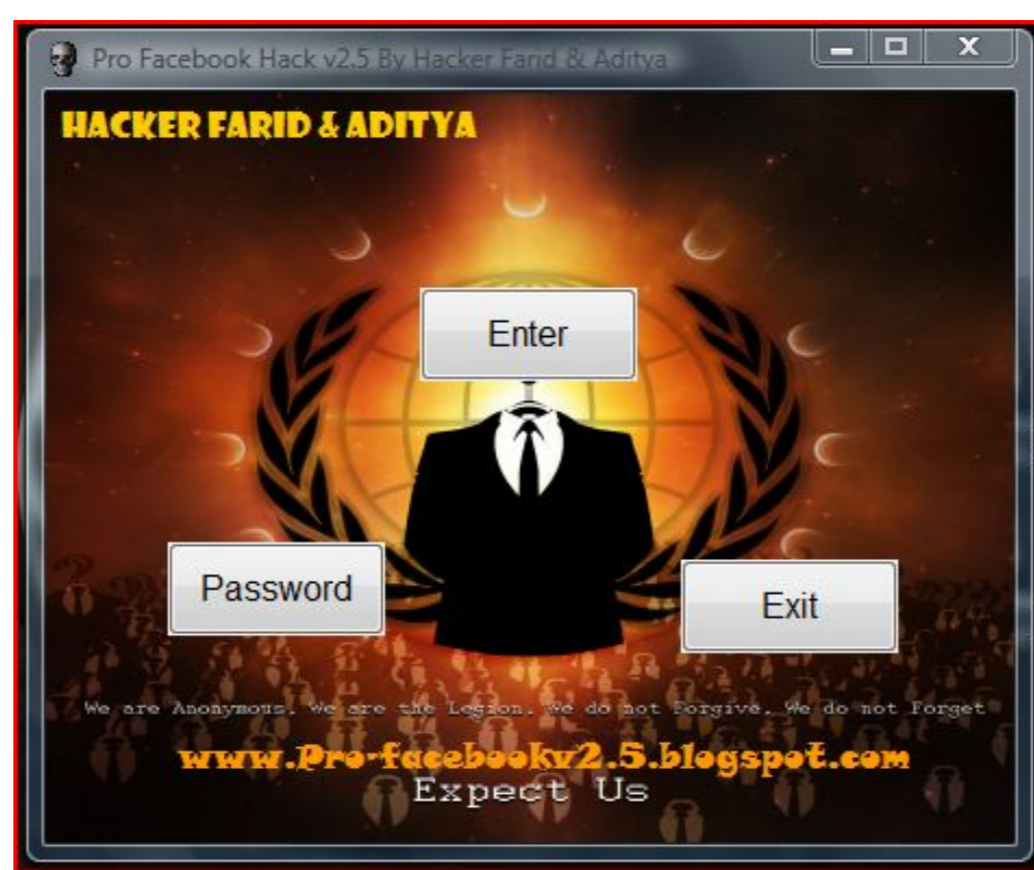 Pro Facebook Hack v2.5 By Hacker Farid & Aditya
HACKER FARID & ADITYA
Enter
Password
Exit
We are Anonymous. We are the Legion. We do not Forgive. We do not Forget
www.Pro-facebookv2.5.blogspot.com
Expect Us